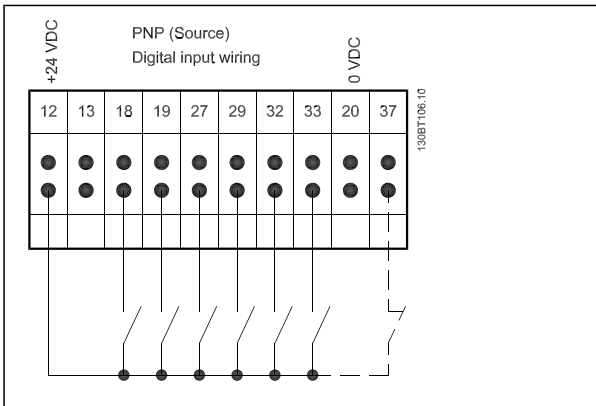 +24 VDC
PNP (Source)
Digital input wiring
0 VDC
12 13 18 19 27 29 32 33 20 37
130BT106.10